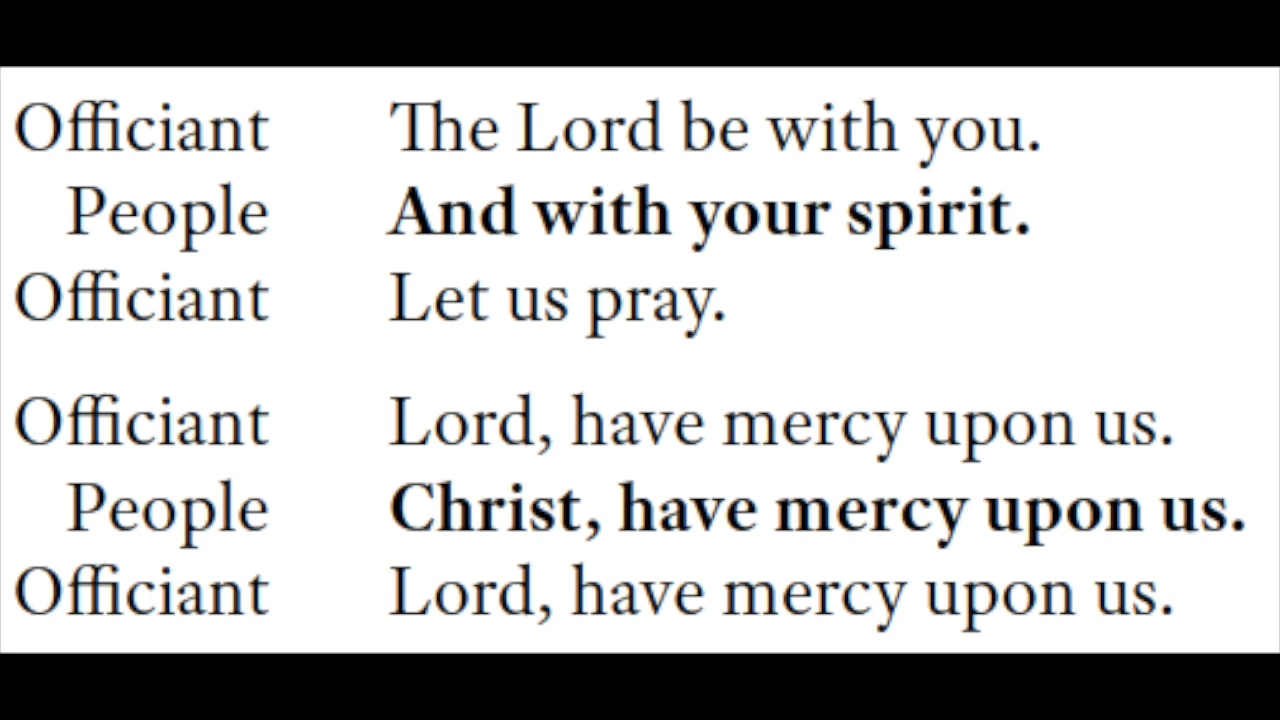 Officiant The Lord be with you.
People And with your spirit.
Officiant Let us pray.
Officiant Lord, have mercy upon us.
People Christ, have mercy upon us.
Officiant Lord, have mercy upon us.